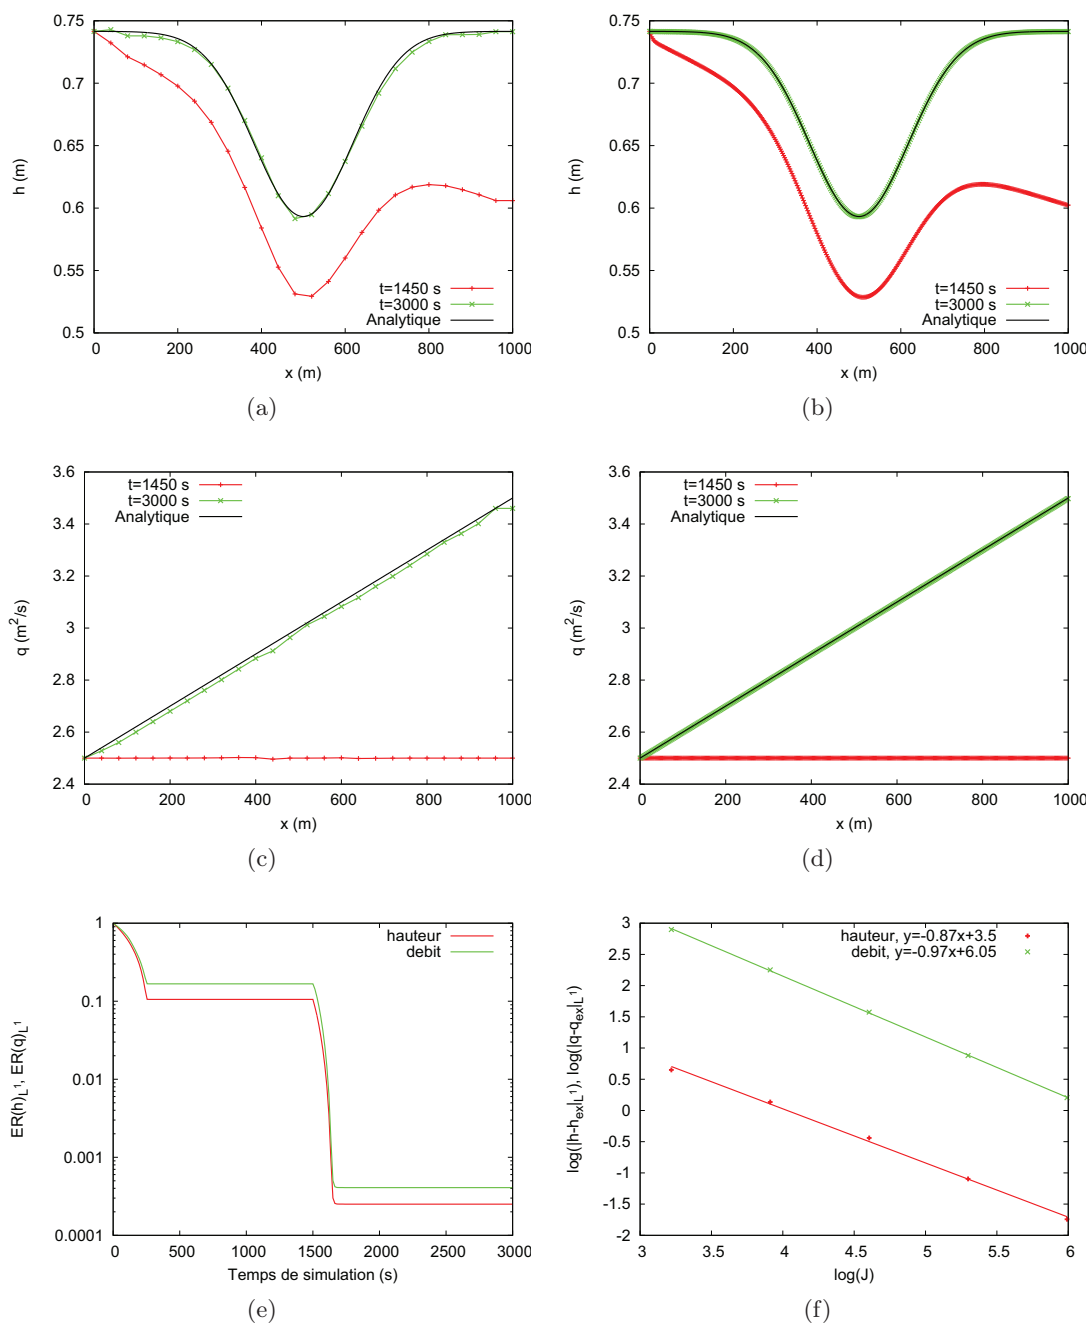 0.75
0.7
0.65
0.6
0.55
0.5
h (m)
t=1450 s
t=3000 s
Analytique
0 200 400 600 800 1000
x (m)
(a)
0.75
0.7
0.65
0.6
0.55
0.5
h (m)
t=1450 s
t=3000 s
Analytique
0 200 400 600 800 1000
x (m)
(b)
3.6
3.4
3.2
3
2.8
2.6
2.4
q (m²/s)
t=1450 s
t=3000 s
Analytique
0 200 400 600 800 1000
x (m)
(c)
3.6
3.4
3.2
3
2.8
2.6
2.4
q (m²/s)
t=1450 s
t=3000 s
Analytique
0 200 400 600 800 1000
x (m)
(d)
1
0.1
0.01
0.001
0.0001
ER(h)_L¹, ER(q)_L¹
hauteur
debit
0 500 1000 1500 2000 2500 3000
Temps de simulation (s)
(e)
3
2.5
2
1.5
1
0.5
0
-0.5
-1
-1.5
-2
log(|h-h_ex|_L¹), log(|q-q_ex|_L¹)
hauteur, y=-0.87x+3.5
debit, y=-0.97x+6.05
3 3.5 4 4.5 5 5.5 6
log(J)
(f)